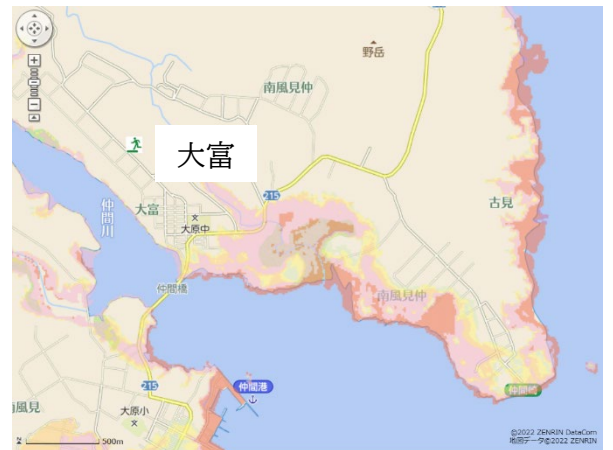 野岳
南風見仲
大富
215
古見
大富
仲間川
大原中
仲間橋
南風見仲
仲間港
仲間崎
215
南風見
大原小
500m
©2022 ZENRIN DataCom
地図データ©2022 ZENRIN